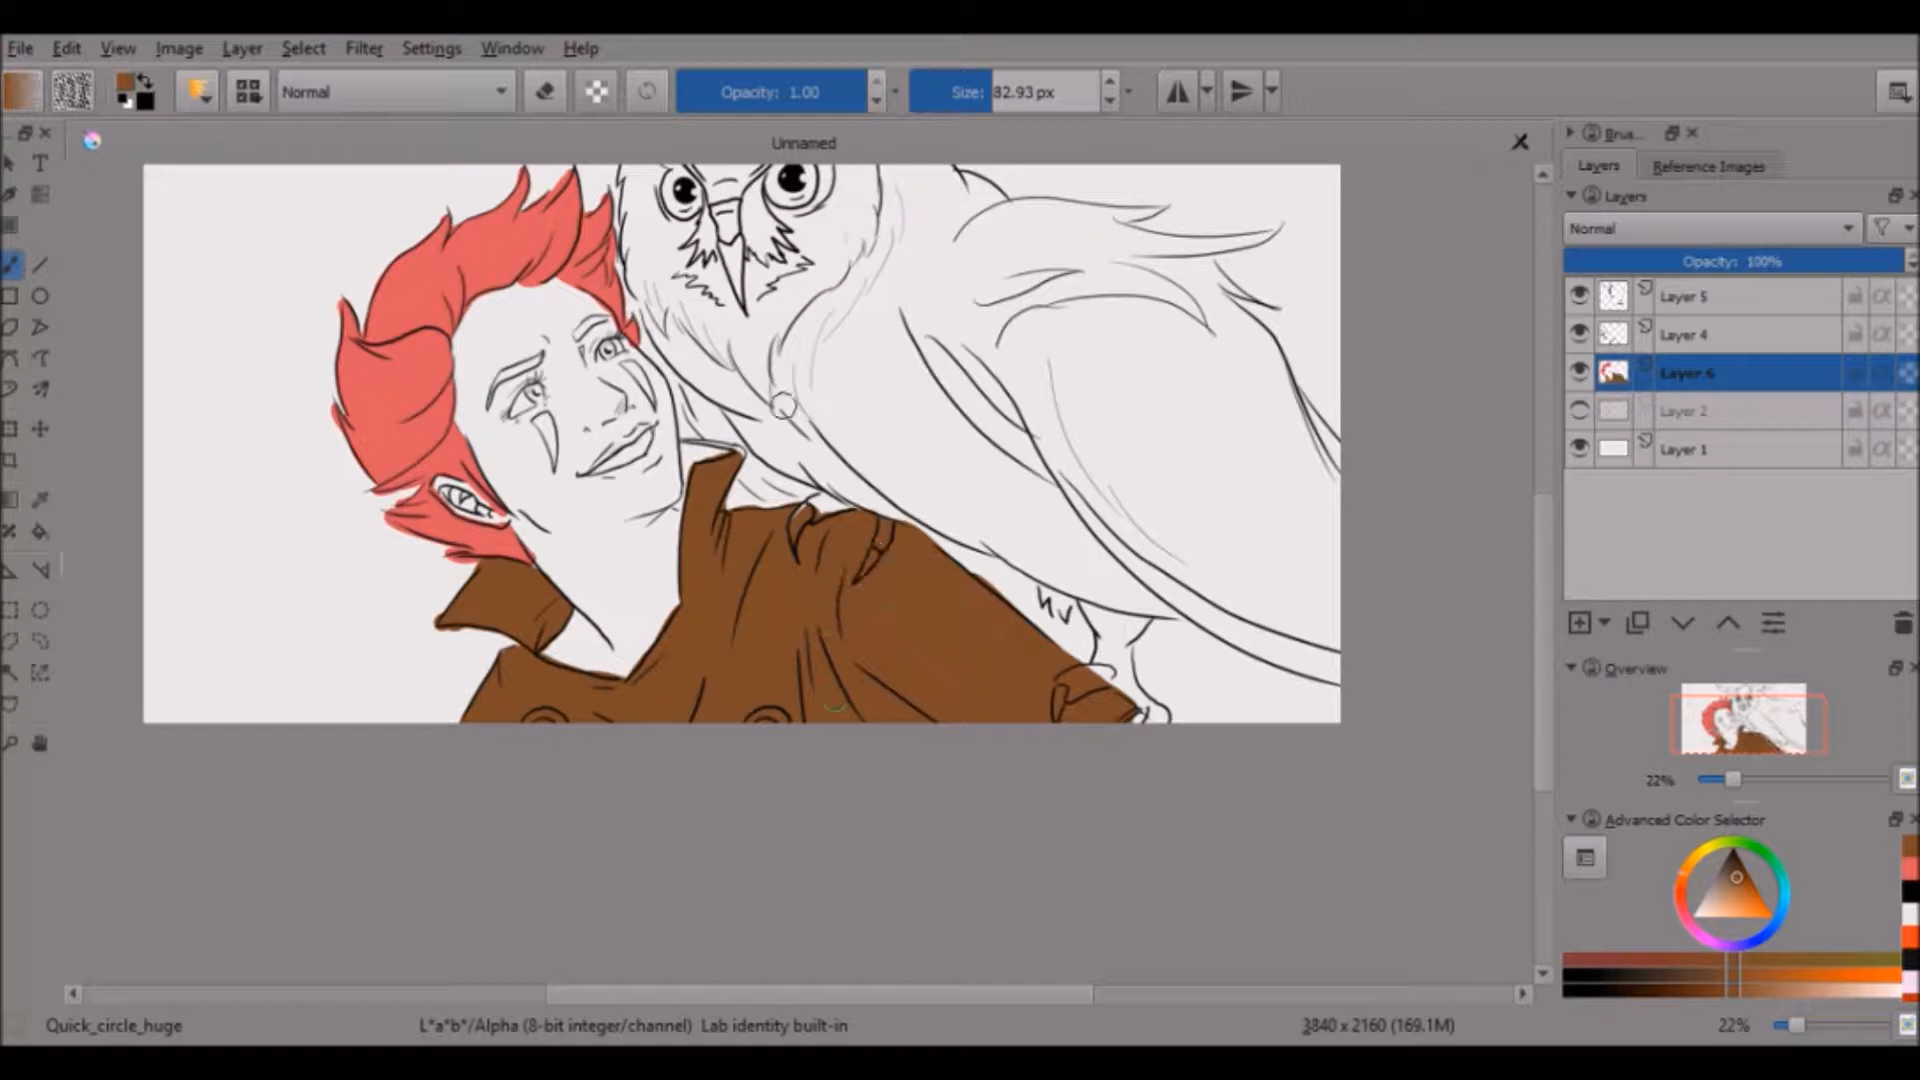 File Edit View Image Layer Select Filter Settings Window Help
Normal Opacity: 1.00 Size: 82.93 px
Unnamed
Brus...
Layers Reference Images
Layers
Normal
Opacity: 100%
Layer 5
Layer 4
Layer 6
Layer 2
Layer 1
Overview
22%
Advanced Color Selector
Quick_circle_huge L*a*b*/Alpha (8-bit integer/channel) Lab identity built-in 3840 x 2160 (169.1M) 22%